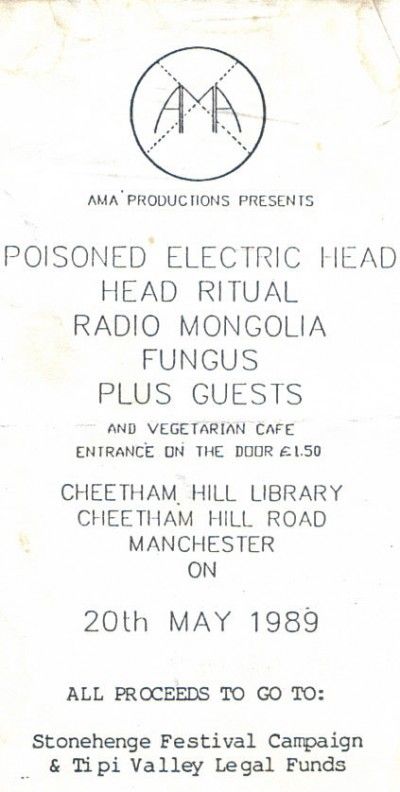 AMA
AMA PRODUCTIONS PRESENTS
POISONED ELECTRIC HEAD
HEAD RITUAL
RADIO MONGOLIA
FUNGUS
PLUS GUESTS
AND VEGETARIAN CAFE
ENTRANCE ON THE DOOR £1.50
CHEETHAM HILL LIBRARY
CHEETHAM HILL ROAD
MANCHESTER
ON
20th MAY 1989
ALL PROCEEDS TO GO TO:
Stonehenge Festival Campaign
& Tipi Valley Legal Funds